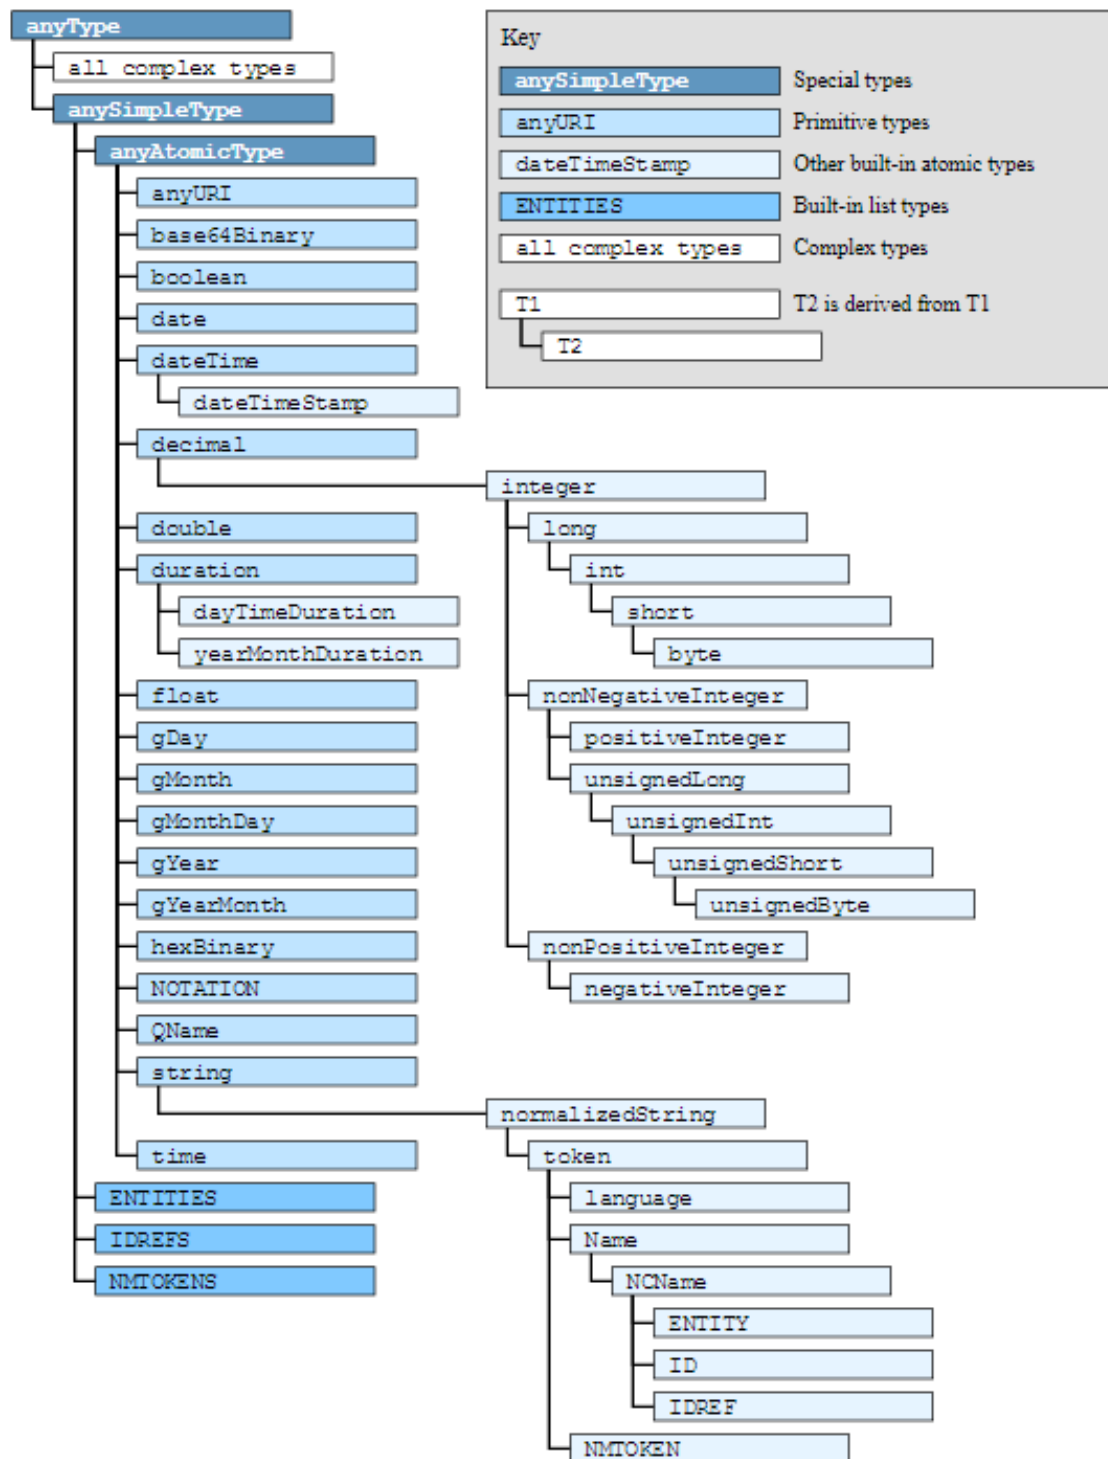 anyType
all complex types
anySimpleType
anyAtomicType
anyURI
base64Binary
boolean
date
dateTime
dateTimeStamp
decimal
integer
long
int
short
byte
nonNegativeInteger
positiveInteger
unsignedLong
unsignedInt
unsignedShort
unsignedByte
nonPositiveInteger
negativeInteger
double
duration
dayTimeDuration
yearMonthDuration
float
gDay
gMonth
gMonthDay
gYear
gYearMonth
hexBinary
NOTATION
QName
string
normalizedString
token
language
Name
NCName
ENTITY
ID
IDREF
NMTOKEN
time
ENTITIES
IDREFS
NMTOKENS
Key
anySimpleType Special types
anyURI Primitive types
dateTimeStamp Other built-in atomic types
ENTITIES Built-in list types
all complex types Complex types
T1 T2 is derived from T1
T2